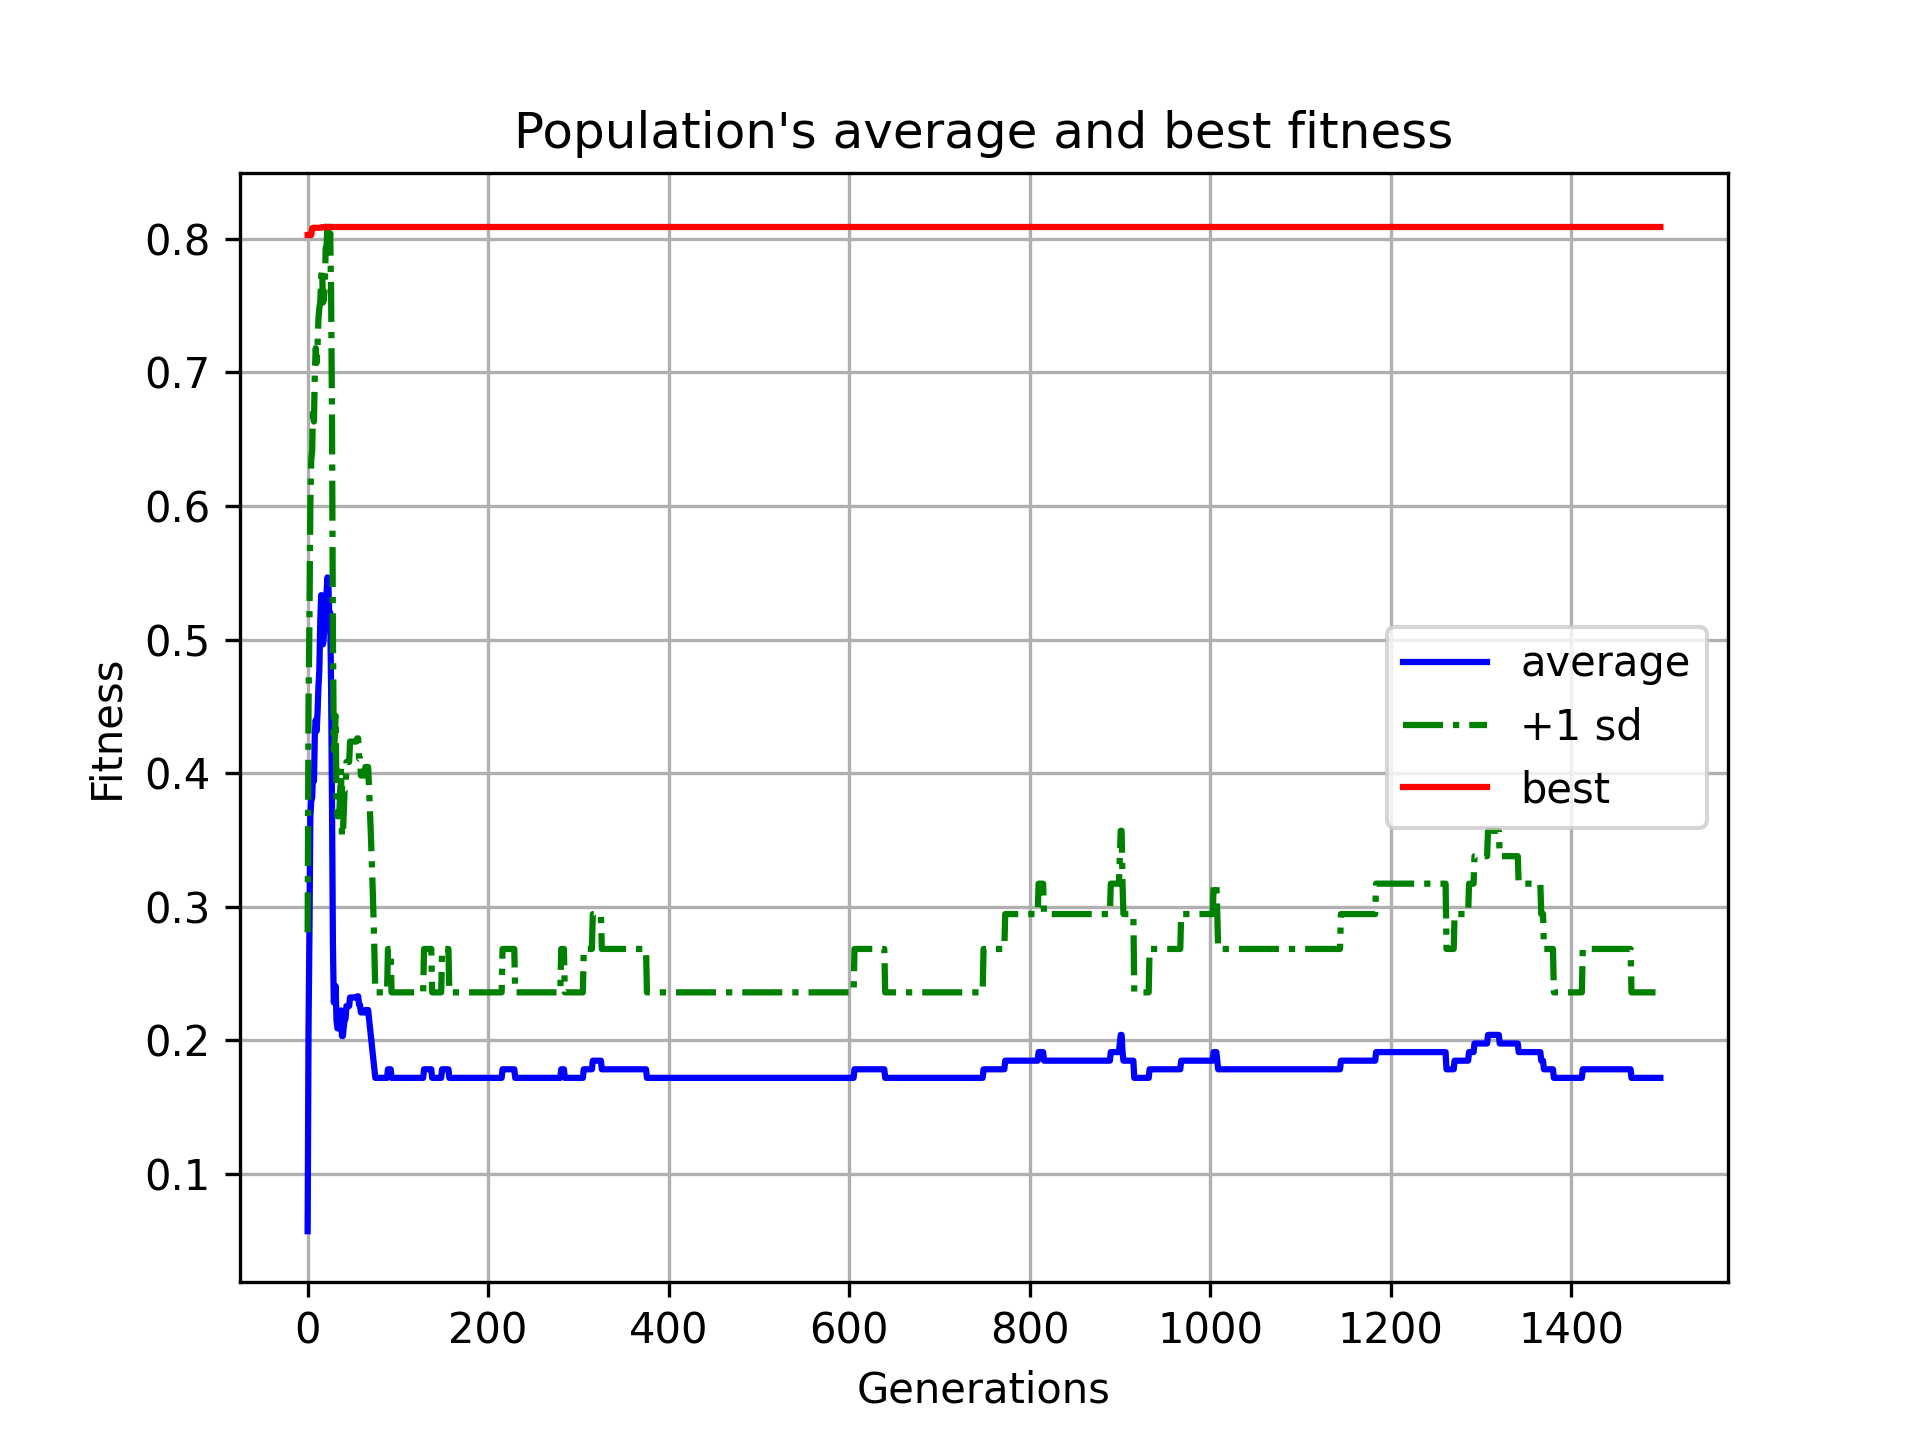 Population's average and best fitness
Fitness
0.8
0.7
0.6
0.5
0.4
0.3
0.2
0.1
average
+1 sd
best
0 200 400 600 800 1000 1200 1400
Generations